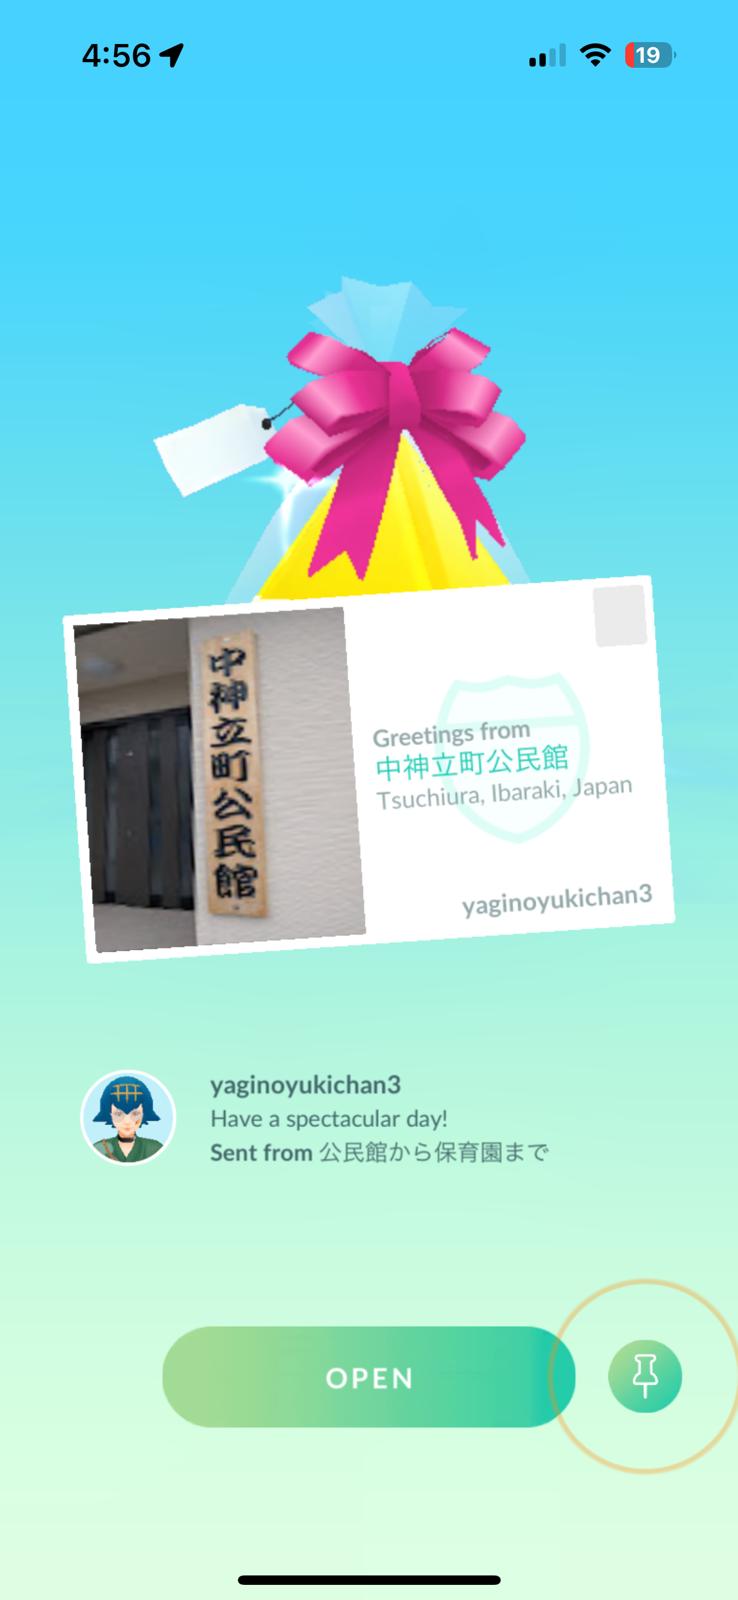 4:56
19
中神立町公民館
Greetings from
中神立町公民館
Tsuchiura, Ibaraki, Japan
yaginoyukichan3
yaginoyukichan3
Have a spectacular day!
Sent from 公民館から保育園まで
OPEN